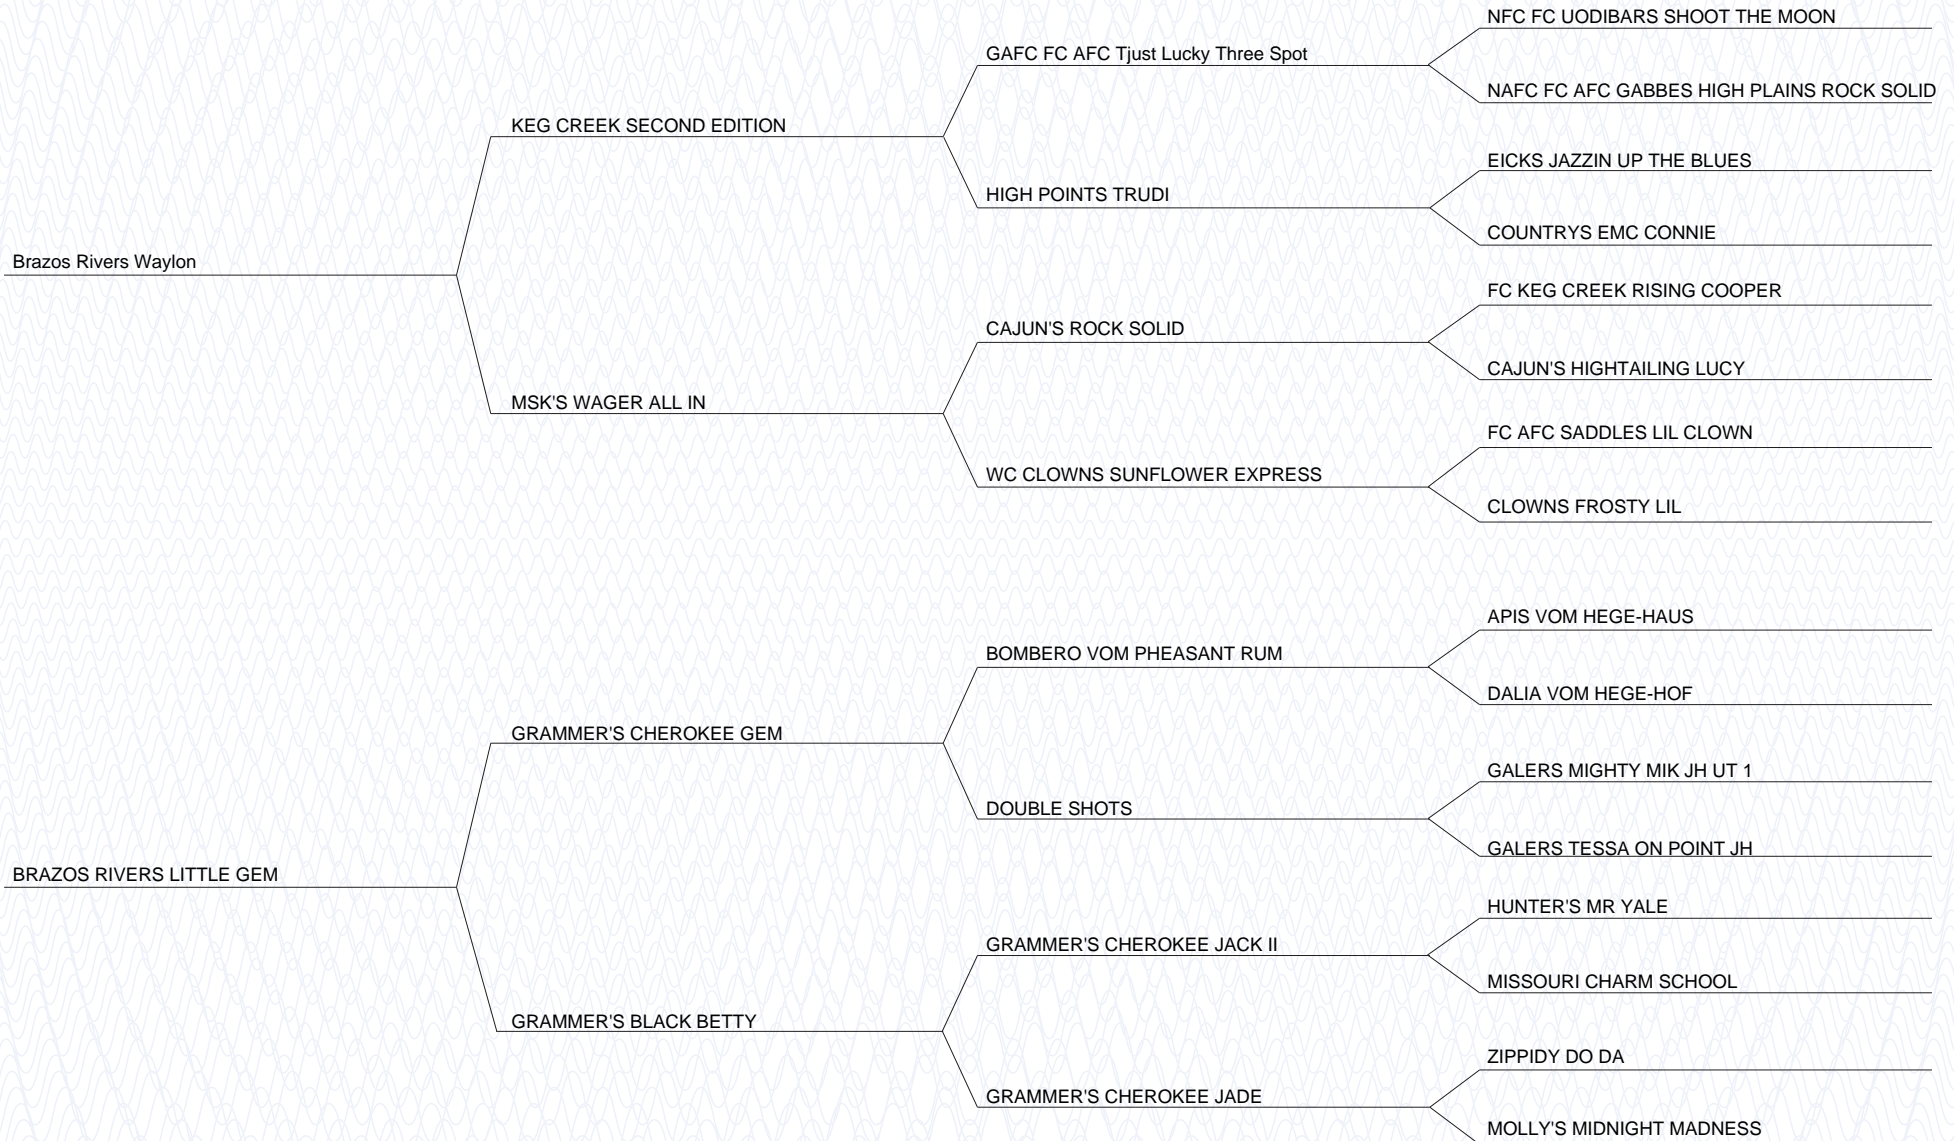 NFC FC UODIBARS SHOOT THE MOON
GAFC FC AFC Tjust Lucky Three Spot
NAFC FC AFC GABBES HIGH PLAINS ROCK SOLID
KEG CREEK SECOND EDITION
EICKS JAZZIN UP THE BLUES
HIGH POINTS TRUDI
COUNTRYS EMC CONNIE
Brazos Rivers Waylon
FC KEG CREEK RISING COOPER
CAJUN'S ROCK SOLID
CAJUN'S HIGHTAILING LUCY
MSK'S WAGER ALL IN
FC AFC SADDLES LIL CLOWN
WC CLOWNS SUNFLOWER EXPRESS
CLOWNS FROSTY LIL
APIS VOM HEGE-HAUS
BOMBERO VOM PHEASANT RUM
DALIA VOM HEGE-HOF
GRAMMER'S CHEROKEE GEM
GALERS MIGHTY MIK JH UT 1
DOUBLE SHOTS
GALERS TESSA ON POINT JH
BRAZOS RIVERS LITTLE GEM
HUNTER'S MR YALE
GRAMMER'S CHEROKEE JACK II
MISSOURI CHARM SCHOOL
GRAMMER'S BLACK BETTY
ZIPPIDY DO DA
GRAMMER'S CHEROKEE JADE
MOLLY'S MIDNIGHT MADNESS